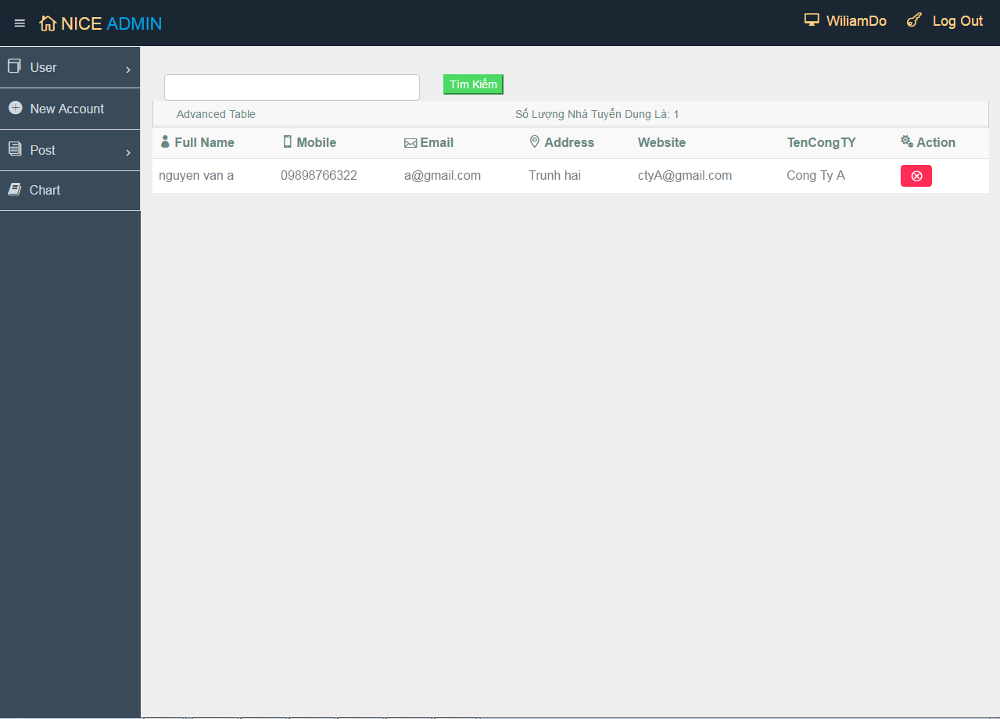 NICE ADMIN
WiliamDo
Log Out
User
New Account
Post
Chart
Tìm Kiếm
Advanced Table
Số Lượng Nhà Tuyển Dụng Là: 1
Full Name Mobile Email Address Website TenCongTY Action
nguyen van a 09898766322 a@gmail.com Trunh hai ctyA@gmail.com Cong Ty A